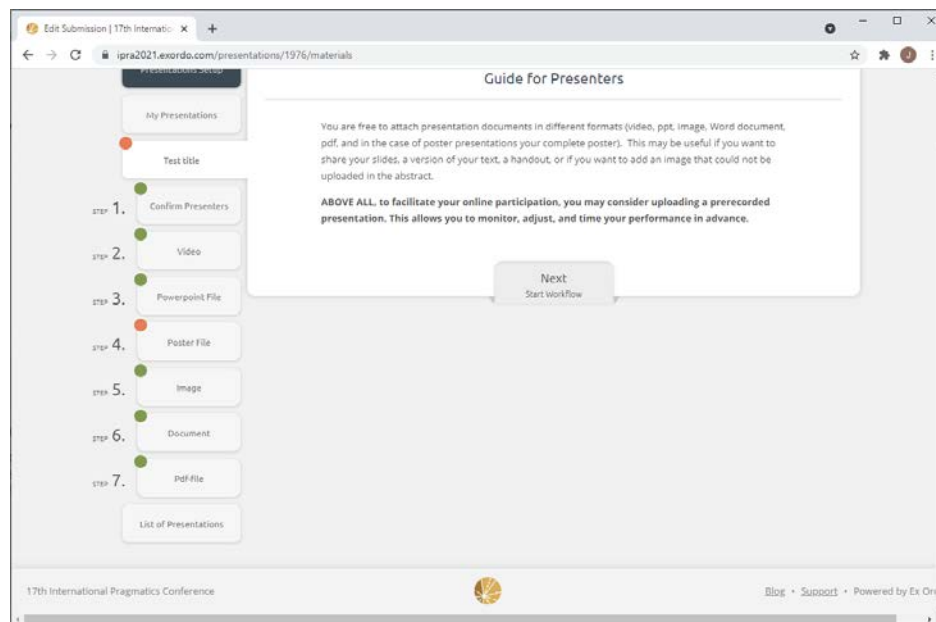 Edit Submission | 17th Internatio
ipra2021.exordo.com/presentations/1976/materials
J
Presentations Setup
My Presentations
Test title
STEP 1. Confirm Presenters
STEP 2. Video
STEP 3. Powerpoint File
STEP 4. Poster File
STEP 5. Image
STEP 6. Document
STEP 7. Pdf-file
List of Presentations
Guide for Presenters
You are free to attach presentation documents in different formats (video, ppt, image, Word document,
pdf, and in the case of poster presentations your complete poster).  This may be useful if you want to
share your slides, a version of your text, a handout, or if you want to add an image that could not be
uploaded in the abstract.
ABOVE ALL, to facilitate your online participation, you may consider uploading a prerecorded
presentation. This allows you to monitor, adjust, and time your performance in advance.
Next
Start Workflow
17th International Pragmatics Conference
Blog • Support • Powered by Ex Or